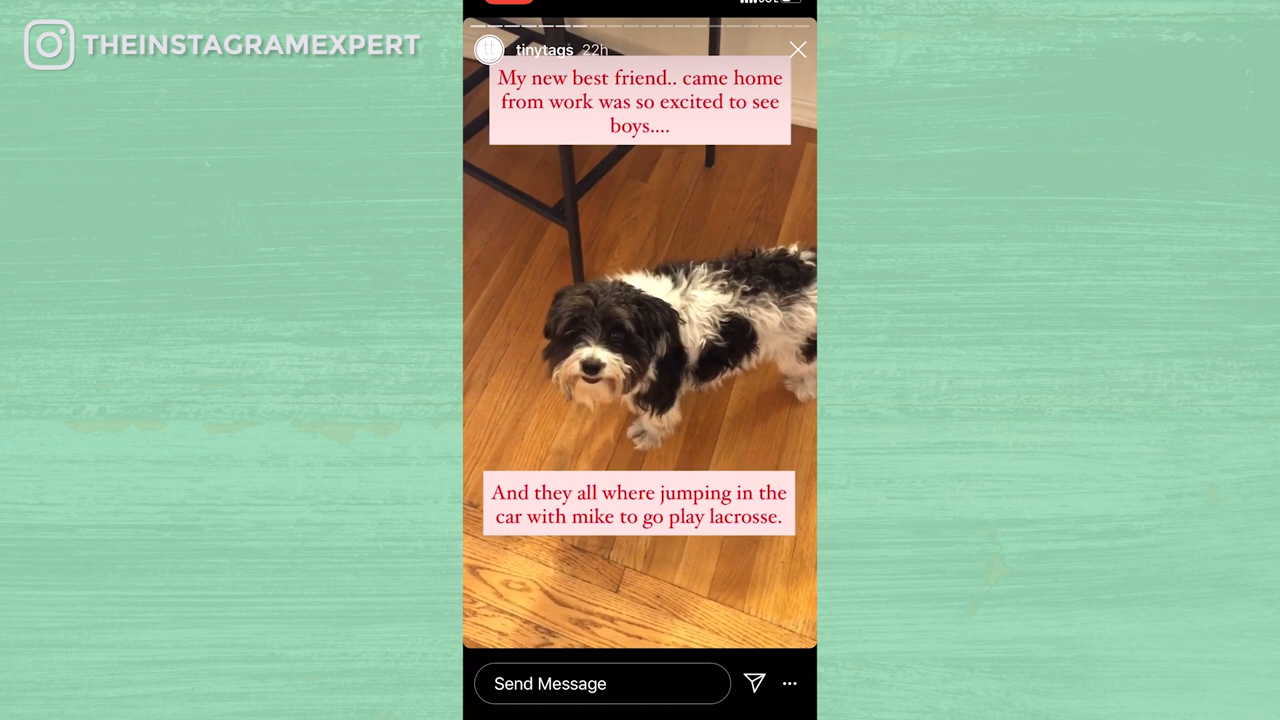 THEINSTAGRAMEXPERT
tinytags 22h
My new best friend.. came home
from work was so excited to see
boys....
And they all where jumping in the
car with mike to go play lacrosse.
Send Message